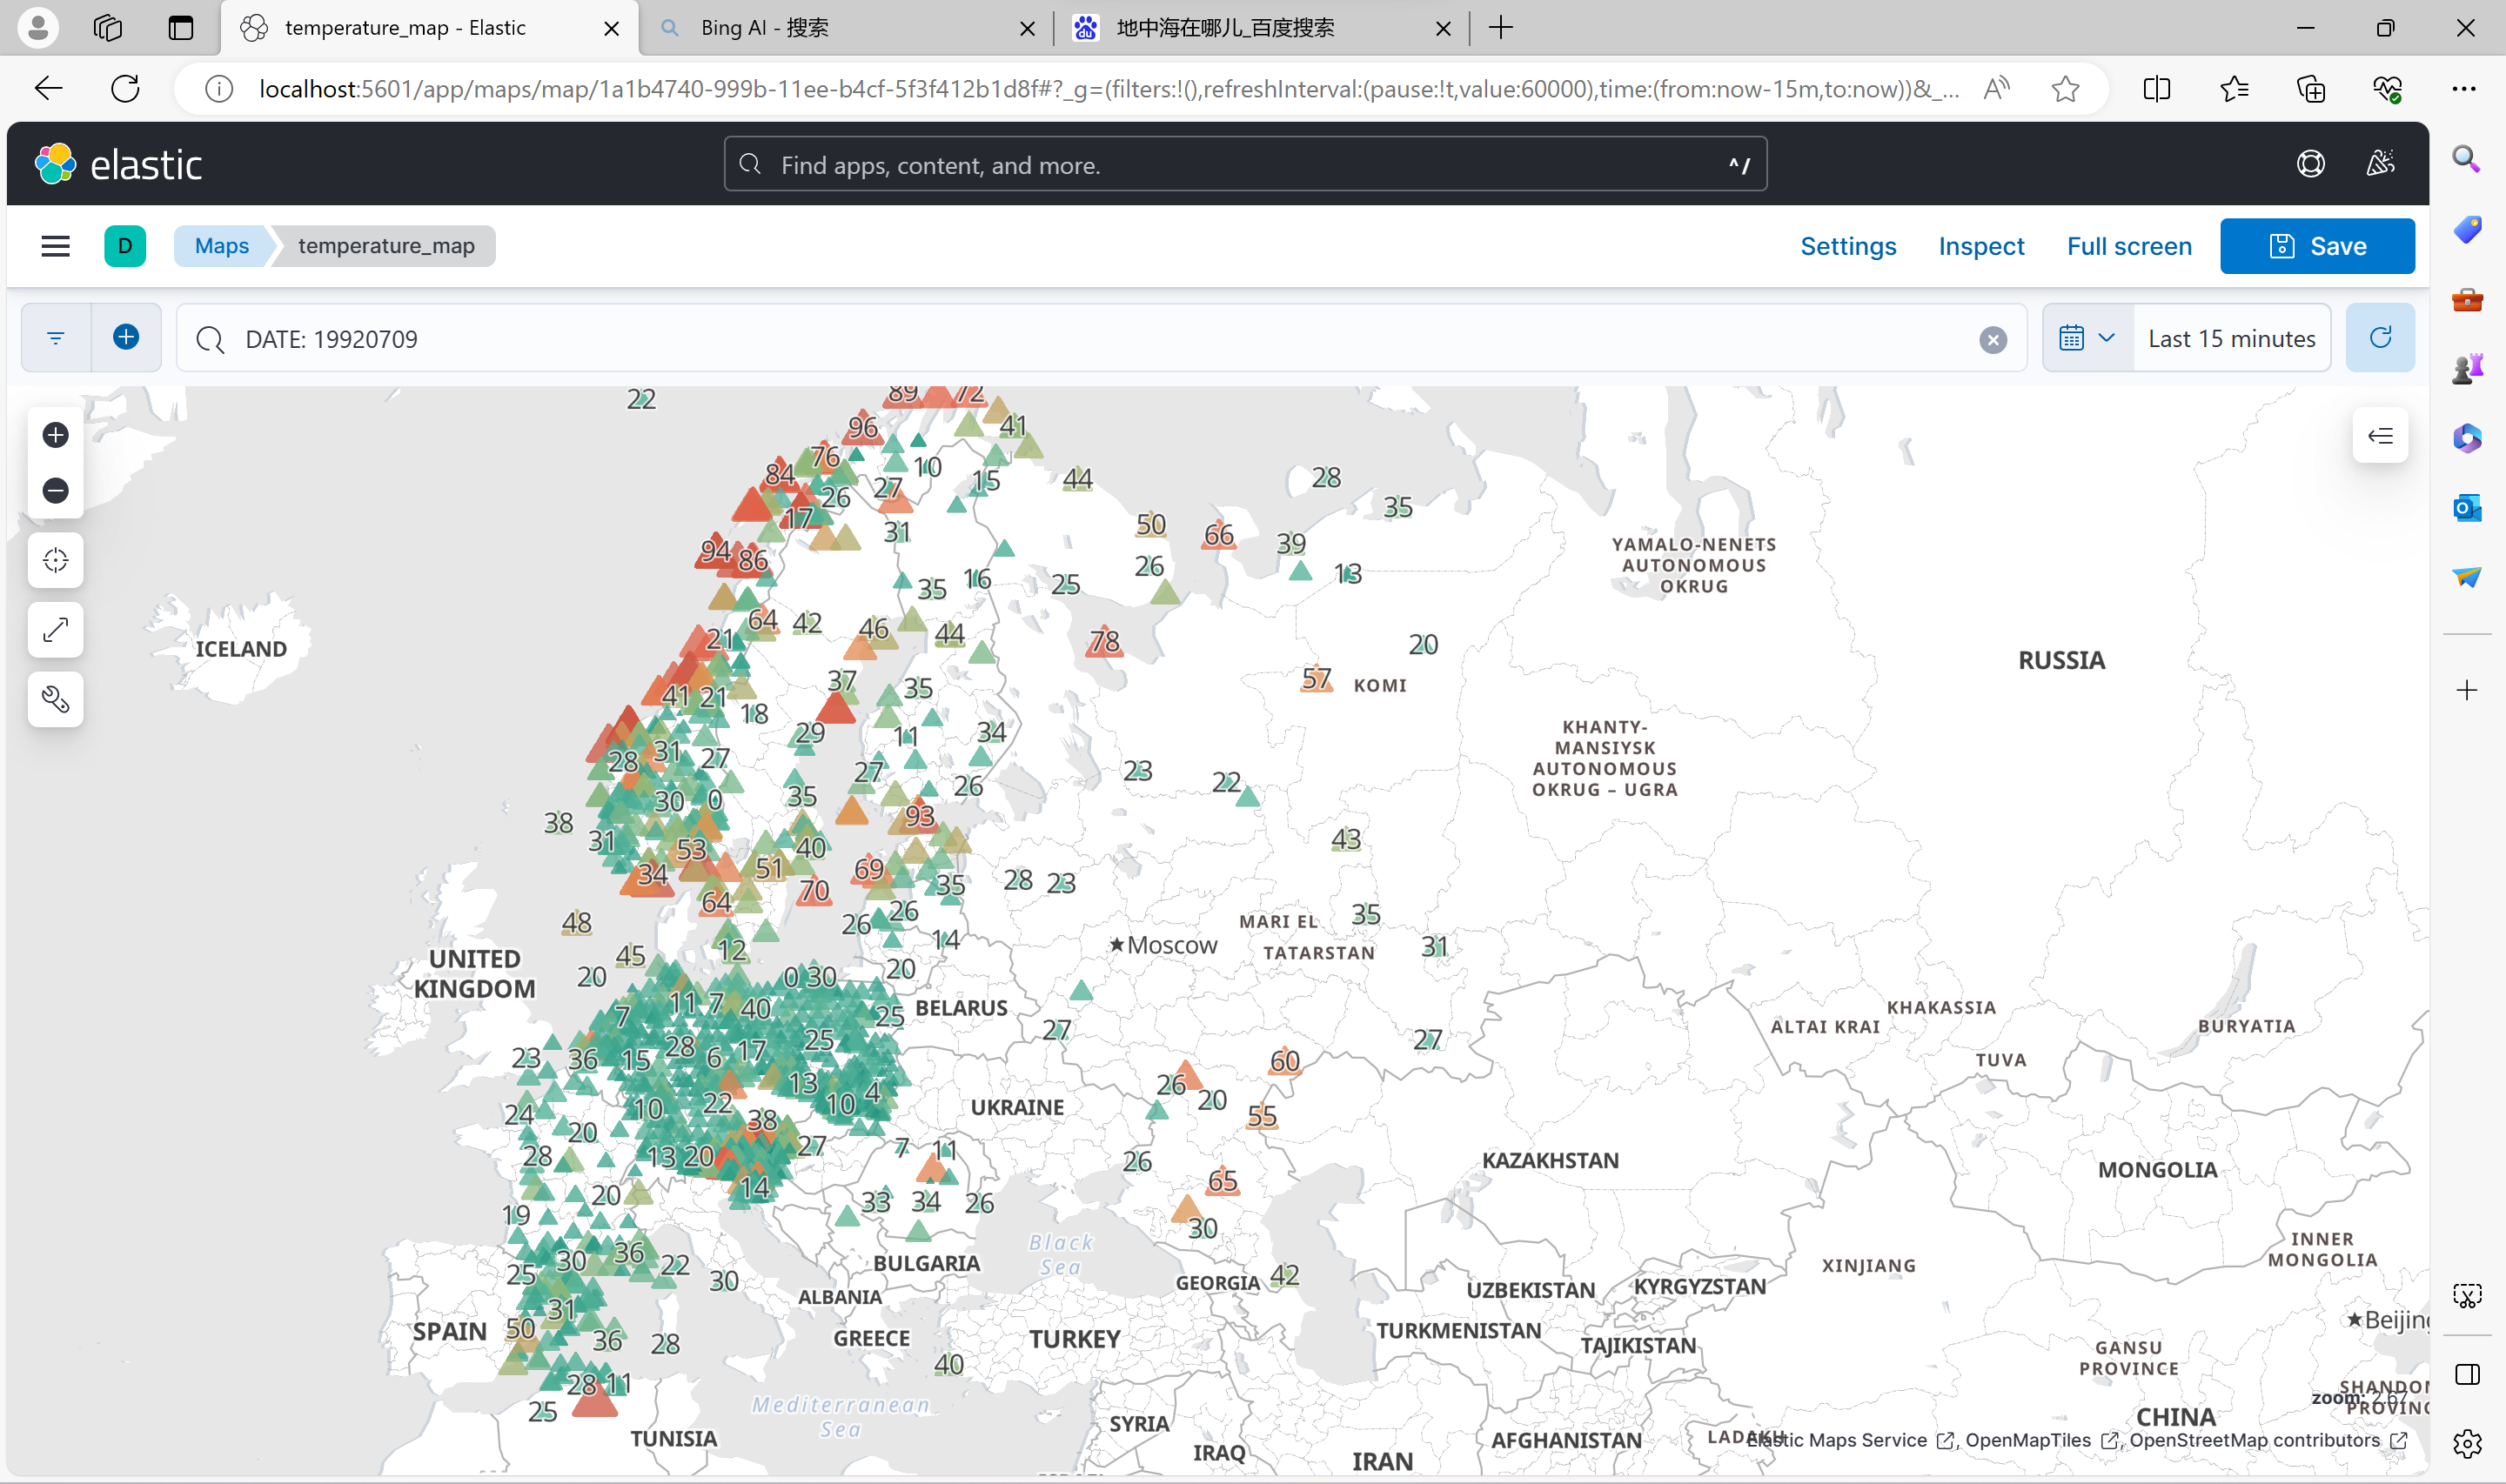 temperature_map - Elastic
Bing AI - 搜索
地中海在哪儿_百度搜索
localhost:5601/app/maps/map/1a1b4740-999b-11ee-b4cf-5f3f412b1d8f#?_g=(filters:!(),refreshInterval:(pause:!t,value:60000),time:(from:now-15m,to:now))&_...
elastic
Find apps, content, and more.
^/
D
Maps
temperature_map
Settings
Inspect
Full screen
Save
DATE: 19920709
Last 15 minutes
22
89
72
96
41
76
10
84
27
15
44
28
26
35
17
50
31
66
39
94
86
26
13
YAMALO-NENETS
AUTONOMOUS
OKRUG
35
16
25
64
42
46
44
21
78
20
ICELAND
RUSSIA
57
KOMI
37
35
41
21
18
29
11
34
KHANTY-
MANSIYSK
AUTONOMOUS
OKRUG – UGRA
28
31
27
27
23
22
26
30
0
35
38
93
31
43
53
40
34
51
69
70
35
28
23
64
26
26
48
MARI EL
35
12
14
Moscow
TATARSTAN
31
45
UNITED
KINGDOM
20
0
30
20
11
7
40
25
BELARUS
7
27
27
KHAKASSIA
ALTAI KRAI
BURYATIA
23
36
15
28
6
17
25
60
TUVA
13
4
26
20
24
10
22
10
UKRAINE
55
38
20
27
7
11
28
13
20
26
KAZAKHSTAN
MONGOLIA
14
65
20
33
34
26
19
30
Black
Sea
INNER
MONGOLIA
30
36
22
BULGARIA
XINJIANG
25
30
GEORGIA
42
UZBEKISTAN
KYRGYZSTAN
ALBANIA
31
SPAIN
50
36
28
GREECE
TURKEY
TURKMENISTAN
TAJIKISTAN
Beijing
40
GANSU
PROVINCE
28
11
25
Mediterranean
Sea
TUNISIA
SYRIA
IRAQ
IRAN
AFGHANISTAN
CHINA
Elastic Maps Service
, OpenMapTiles
, OpenStreetMap contributors